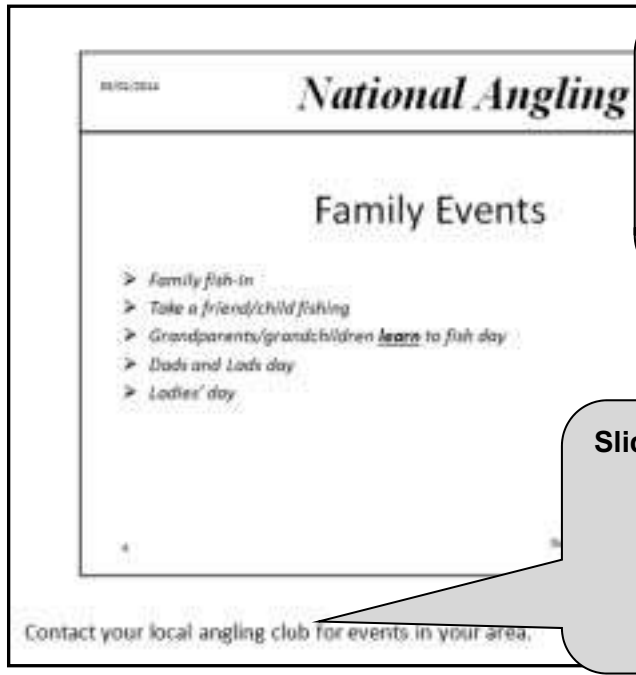 National Angling
Family Events
➢ Family fish-in
➢ Take a friend/child fishing
➢ Grandparents/grandchildren learn to fish day
➢ Dads and Lads day
➢ Ladies' day
4
Contact your local angling club for events in your area.